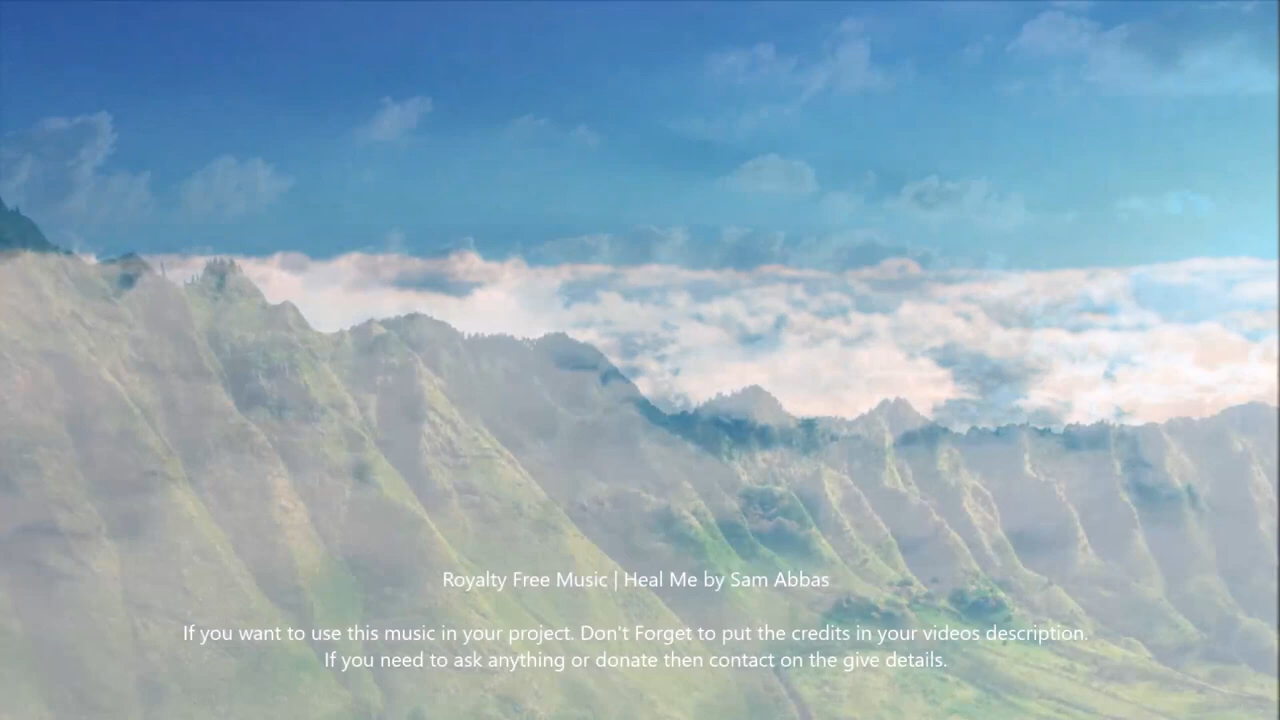 Royalty Free Music | Heal Me by Sam Abbas
If you want to use this music in your project. Don't Forget to put the credits in your videos description.
If you need to ask anything or donate then contact on the give details.